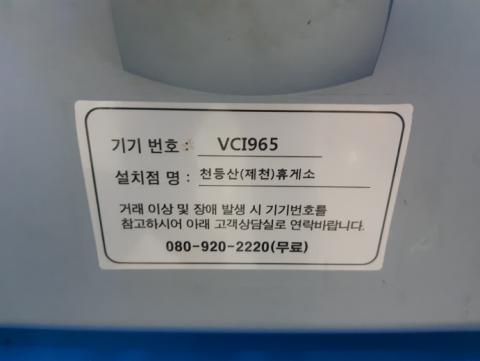 기기 번호 : VCI965
설치점 명 : 천등산(제천)휴게소
거래 이상 및 장애 발생 시 기기번호를
참고하시어 아래 고객상담실로 연락바랍니다.
080-920-2220(무료)